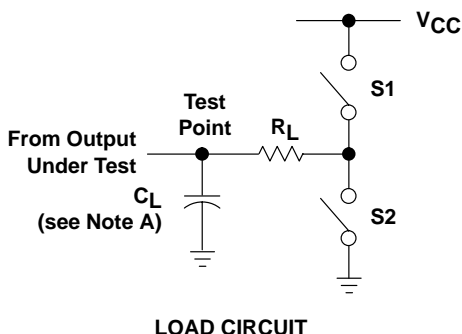 VCC
S1
Test
Point
RL
From Output
Under Test
CL
(see Note A)
S2
LOAD CIRCUIT